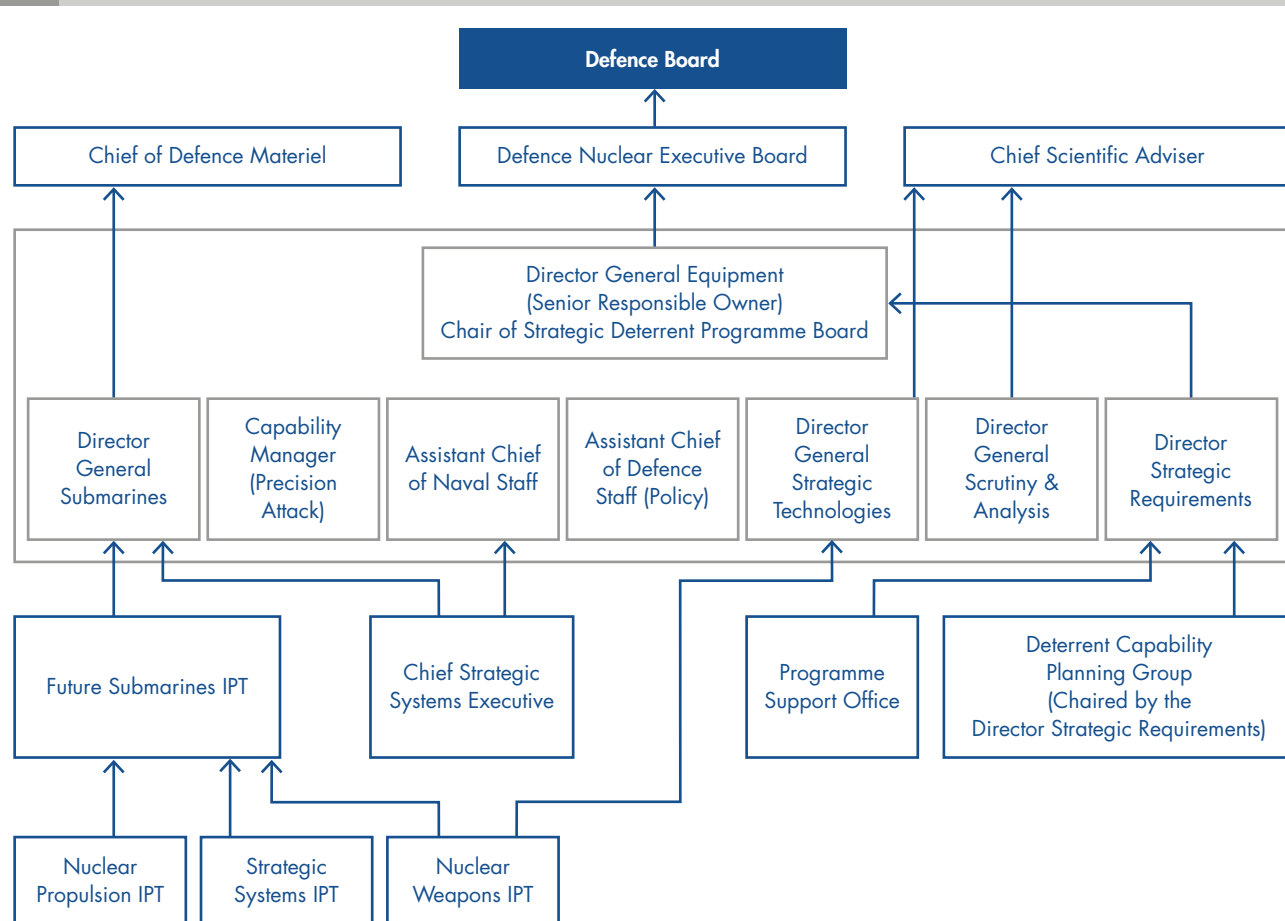 Defence Board
Chief of Defence Materiel
Defence Nuclear Executive Board
Chief Scientific Adviser
Director General Equipment
(Senior Responsible Owner)
Chair of Strategic Deterrent Programme Board
Director
General
Submarines
Capability
Manager
(Precision
Attack)
Assistant Chief
of Naval Staff
Assistant Chief
of Defence
Staff (Policy)
Director
General
Strategic
Technologies
Director
General
Scrutiny &
Analysis
Director
Strategic
Requirements
Future Submarines IPT
Chief Strategic
Systems Executive
Programme
Support Office
Deterrent Capability
Planning Group
(Chaired by the
Director Strategic Requirements)
Nuclear
Propulsion IPT
Strategic
Systems IPT
Nuclear
Weapons IPT